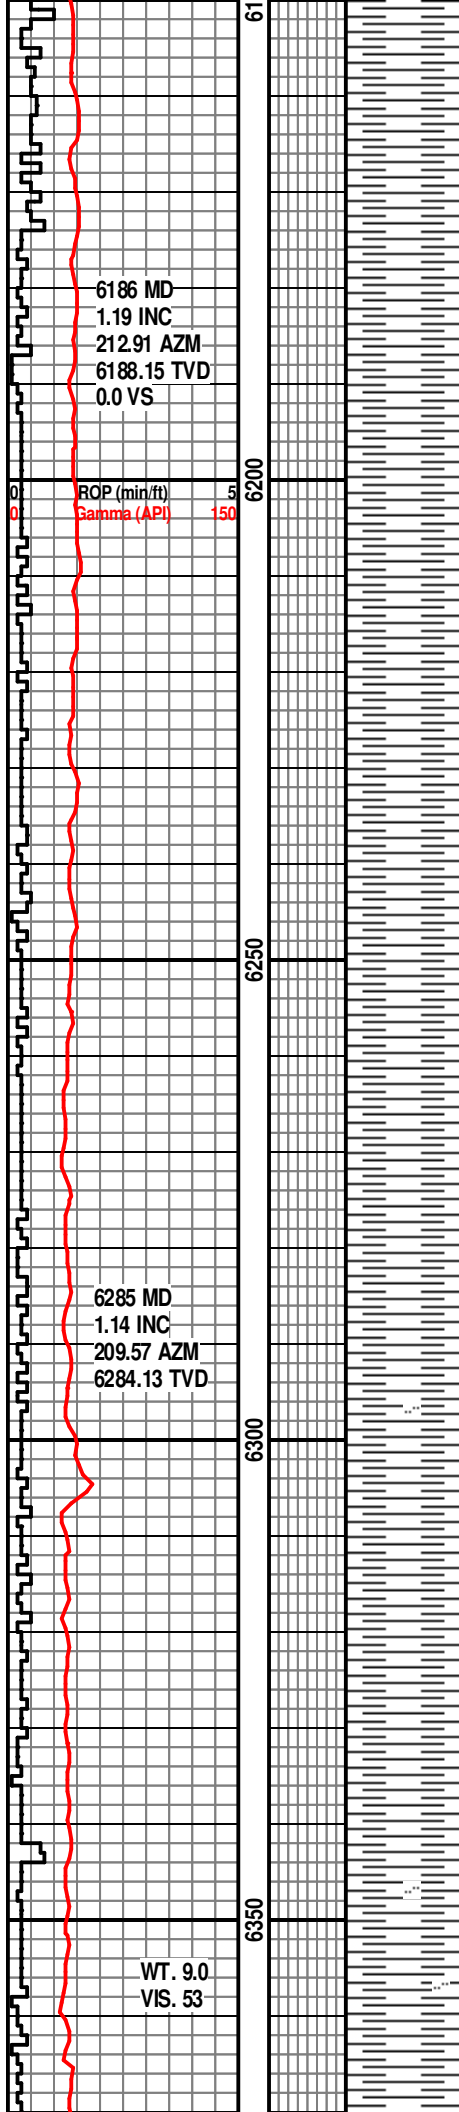 61
6186 MD
1.19 INC
212.91 AZM
6188.15 TVD
0.0 VS
6200
0 ROP (min/ft) 5
0 Gamma (API) 150
6250
6285 MD
1.14 INC
209.57 AZM
6284.13 TVD
6300
6350
WT. 9.0
VIS. 53